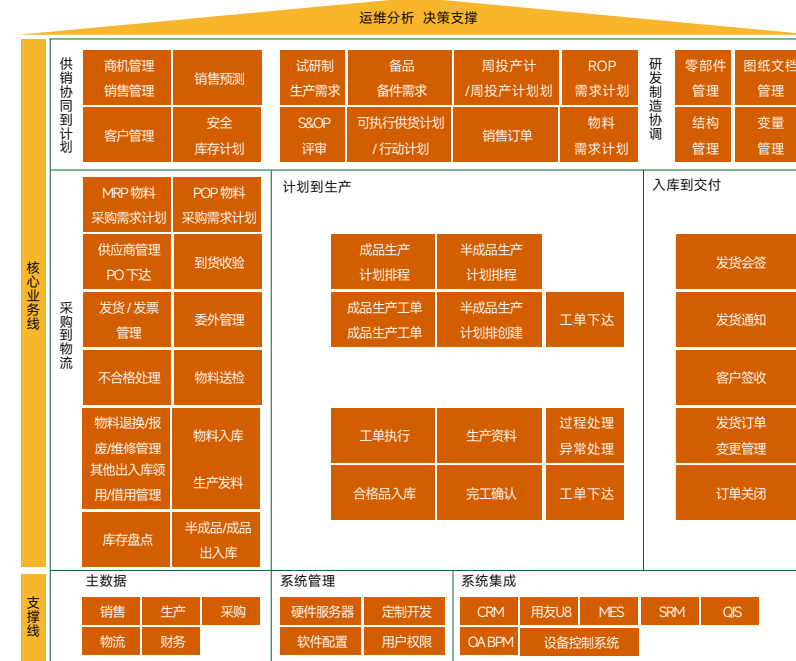 运维分析 决策支撑
核心业务线
供销协同到计划
商机管理
销售管理
销售预测
客户管理
安全
库存计划
试研制
生产需求
备品
备件需求
周投产计
/周投产计划划
ROP
需求计划
S&OP
评审
可执行供货计划
/行动计划
销售订单
物料
需求计划
研发制造协调
零部件
管理
图纸文档
管理
结构
管理
变量
管理
采购到物流
MRP 物料
采购需求计划
POP 物料
采购需求计划
供应商管理
PO 下达
到货收验
发货 / 发票
管理
委外管理
不合格处理
物料送检
物料退换/报
废/维修管理
其他出入库领
用/借用管理
物料入库
生产发料
库存盘点
半成品/成品
出入库
计划到生产
成品生产
计划排程
半成品生产
计划排程
成品生产工单
成品生产工单
半成品生产
计划排创建
工单下达
工单执行
生产资料
过程处理
异常处理
合格品入库
完工确认
工单下达
入库到交付
发货会签
发货通知
客户签收
发货订单
变更管理
订单关闭
支撑线
主数据
销售
生产
采购
物流
财务
系统管理
硬件服务器
定制开发
软件配置
用户权限
系统集成
CRM
用友U8
MES
SRM
QIS
OA BPM
设备控制系统